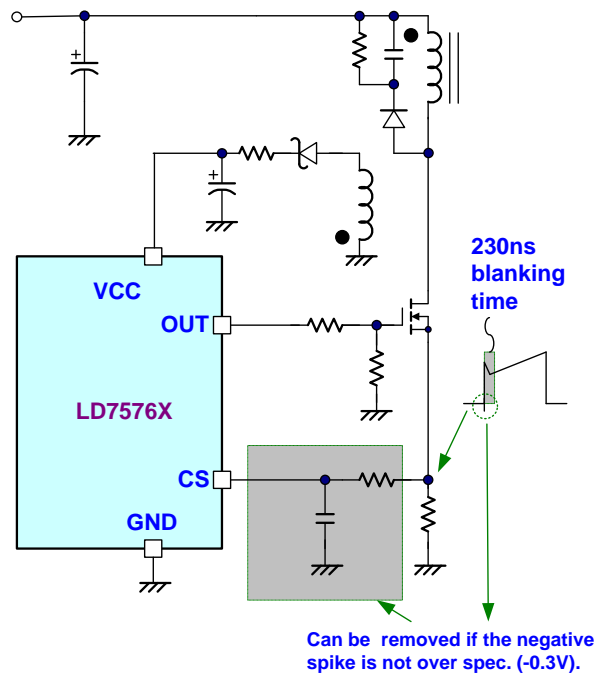 +
+
230ns
blanking
time
VCC
OUT
LD7576X
CS
GND
Can be removed if the negative
spike is not over spec. (-0.3V).